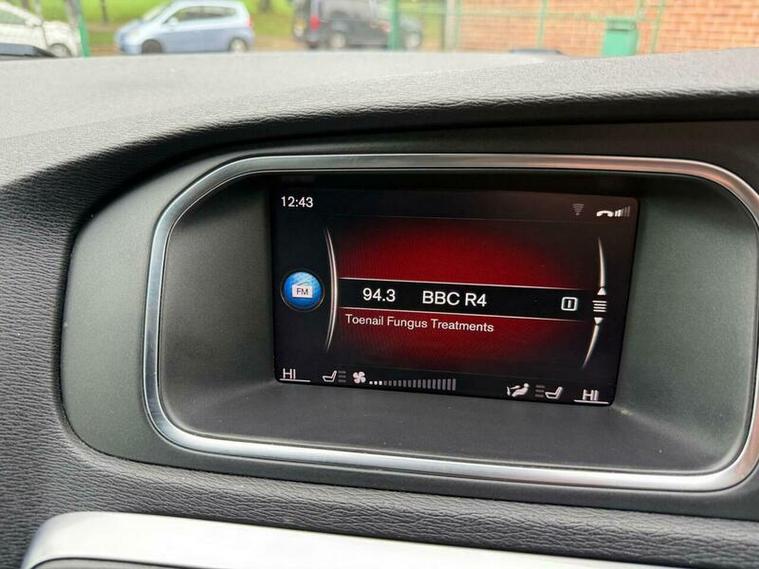 12:43
FM
94.3 BBC R4
Toenail Fungus Treatments
HI HI